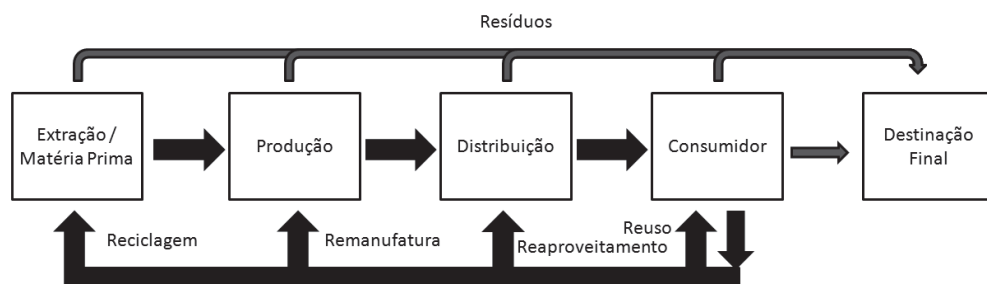 Resíduos
Extração /
Matéria Prima
Produção
Distribuição
Consumidor
Destinação
Final
Reciclagem
Remanufatura
Reaproveitamento
Reuso